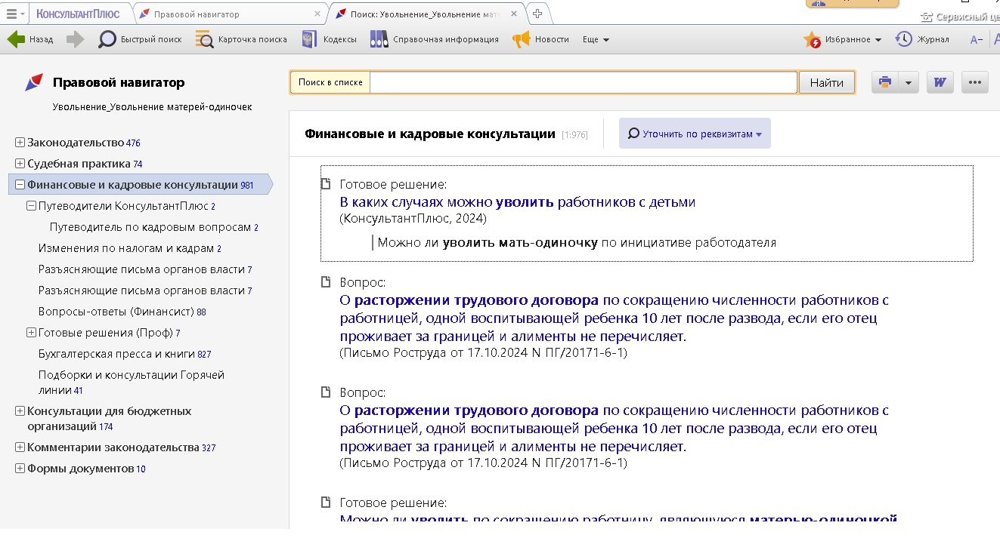 КонсультантПлюс
Правовой навигатор
Поиск: Увольнение_Увольнение мат
Сервисный це
Назад
Быстрый поиск
Карточка поиска
Кодексы
Справочная информация
Новости
Еще
Избранное
Журнал
А–
Правовой навигатор
Увольнение_Увольнение матерей-одиночек
Законодательство 476
Судебная практика 74
Финансовые и кадровые консультации 981
Путеводители КонсультантПлюс 2
Путеводитель по кадровым вопросам 2
Изменения по налогам и кадрам 2
Разъясняющие письма органов власти 7
Разъясняющие письма органов власти 7
Вопросы-ответы (Финансист) 88
Готовые решения (Проф) 7
Бухгалтерская пресса и книги 827
Подборки и консультации Горячей
линии 41
Консультации для бюджетных
организаций 174
Комментарии законодательства 327
Формы документов 10
Поиск в списке
Найти
W
Финансовые и кадровые консультации [1:976]
Уточнить по реквизитам
Готовое решение:
В каких случаях можно уволить работников с детьми
(КонсультантПлюс, 2024)
Можно ли уволить мать-одиночку по инициативе работодателя
Вопрос:
О расторжении трудового договора по сокращению численности работников с
работницей, одной воспитывающей ребенка 10 лет после развода, если его отец
проживает за границей и алименты не перечисляет.
(Письмо Роструда от 17.10.2024 N ПГ/20171-6-1)
Вопрос:
О расторжении трудового договора по сокращению численности работников с
работницей, одной воспитывающей ребенка 10 лет после развода, если его отец
проживает за границей и алименты не перечисляет.
(Письмо Роструда от 17.10.2024 N ПГ/20171-6-1)
Готовое решение:
Можно ли уволить по сокращению работницу, являющуюся матерью-одиночкой